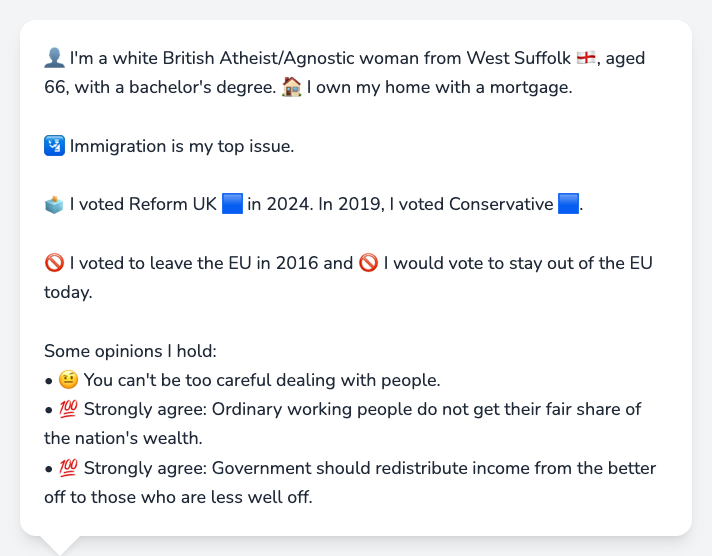 👤 I'm a white British Atheist/Agnostic woman from West Suffolk 🏴󠁧󠁢󠁥󠁮󠁧󠁿, aged
66, with a bachelor's degree. 🏠 I own my home with a mortgage.
🛂 Immigration is my top issue.
🗳️ I voted Reform UK 🟦 in 2024. In 2019, I voted Conservative 🟦.
🚫 I voted to leave the EU in 2016 and 🚫 I would vote to stay out of the EU
today.
Some opinions I hold:
• 🤨 You can't be too careful dealing with people.
• 💯 Strongly agree: Ordinary working people do not get their fair share of
the nation's wealth.
• 💯 Strongly agree: Government should redistribute income from the better
off to those who are less well off.